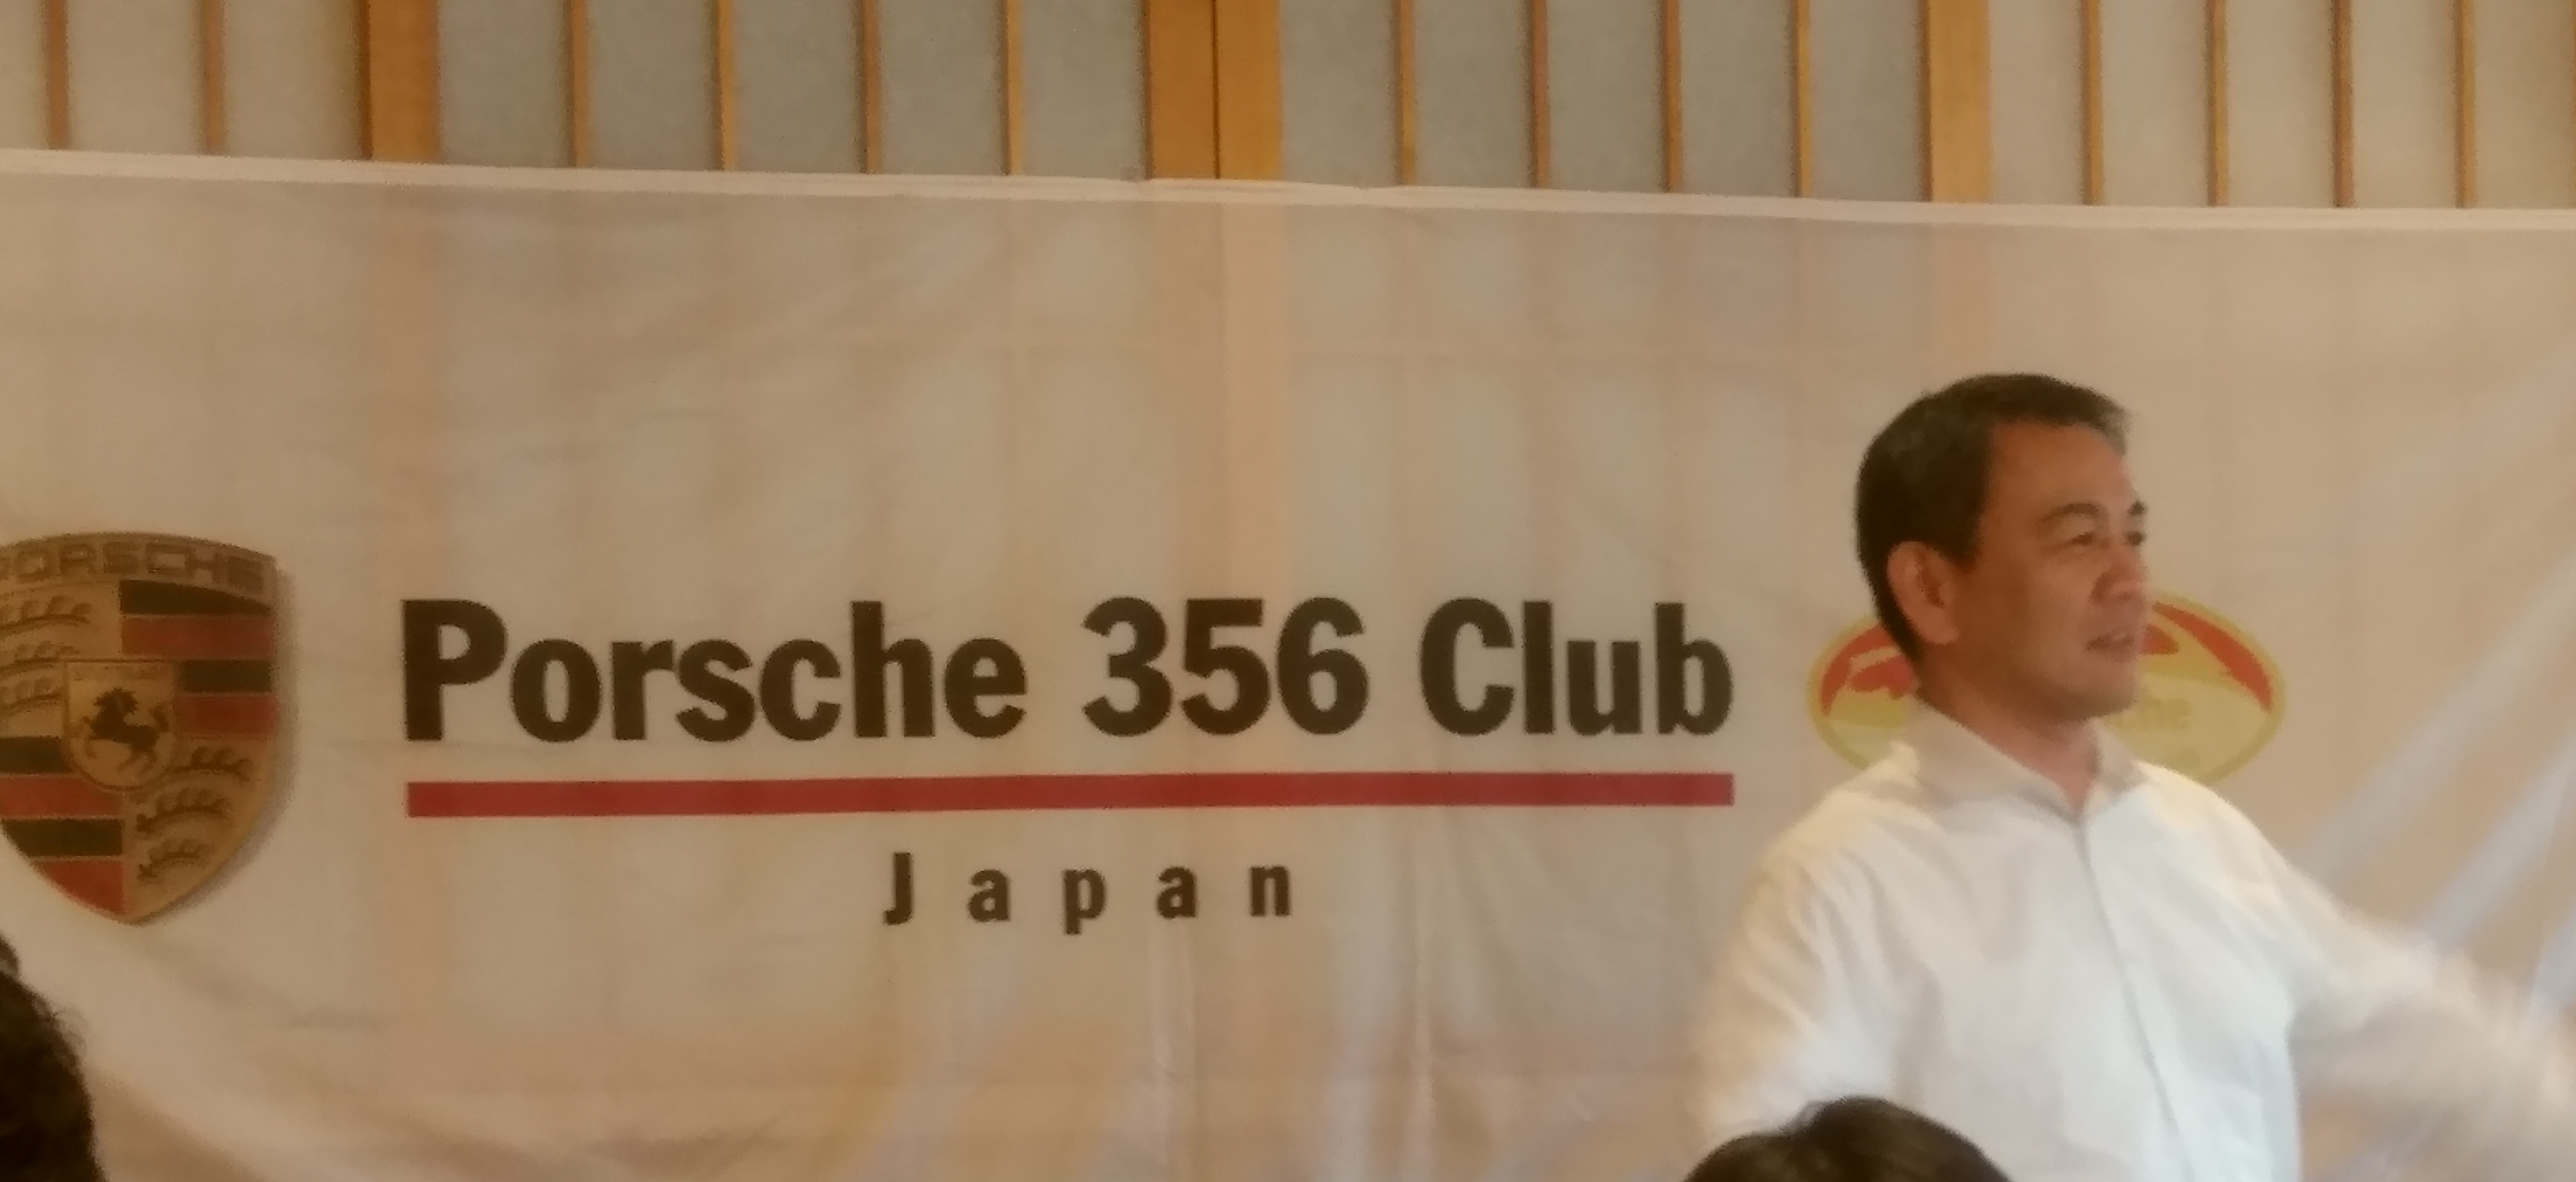 PORSCHE
Porsche 356 Club
Japan